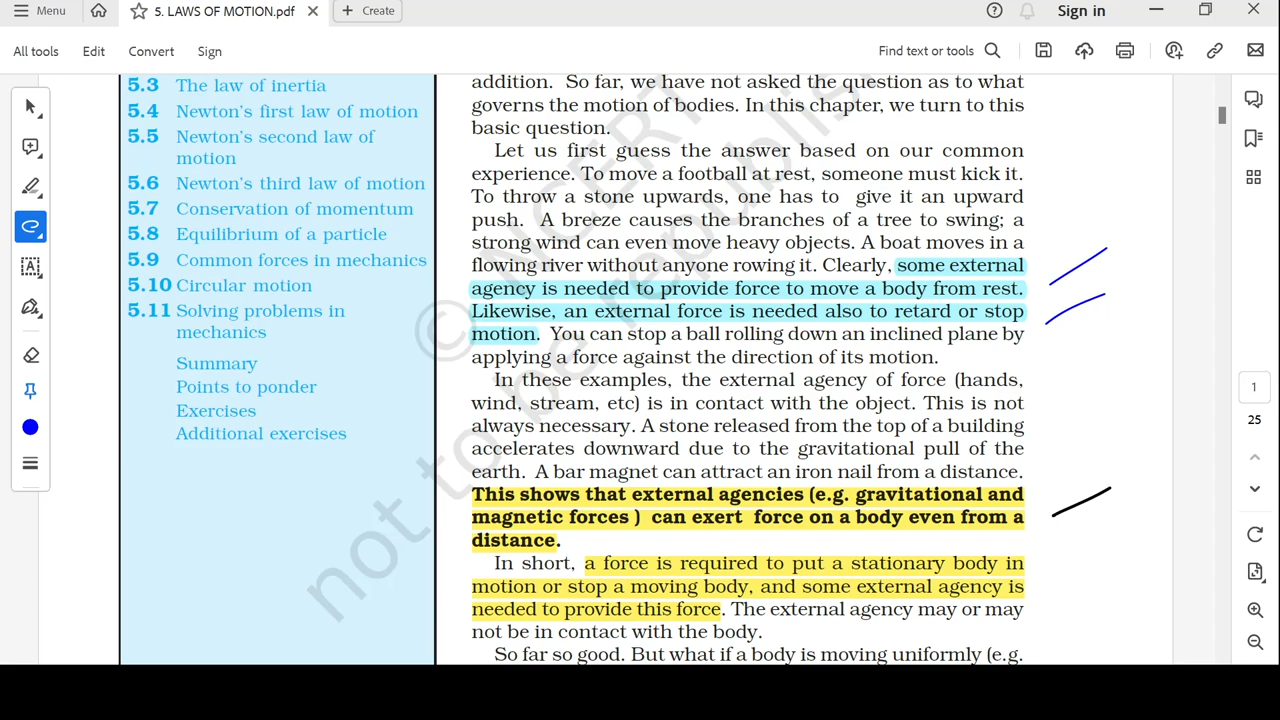 Menu
5. LAWS OF MOTION.pdf
Create
Sign in
All tools
Edit
Convert
Sign
Find text or tools
5.3 The law of inertia
5.4 Newton's first law of motion
5.5 Newton's second law of
motion
5.6 Newton's third law of motion
5.7 Conservation of momentum
5.8 Equilibrium of a particle
5.9 Common forces in mechanics
5.10 Circular motion
5.11 Solving problems in
mechanics
Summary
Points to ponder
Exercises
Additional exercises
addition. So far, we have not asked the question as to what
governs the motion of bodies. In this chapter, we turn to this
basic question.
Let us first guess the answer based on our common
experience. To move a football at rest, someone must kick it.
To throw a stone upwards, one has to give it an upward
push. A breeze causes the branches of a tree to swing; a
strong wind can even move heavy objects. A boat moves in a
flowing river without anyone rowing it. Clearly, some external
agency is needed to provide force to move a body from rest.
Likewise, an external force is needed also to retard or stop
motion. You can stop a ball rolling down an inclined plane by
applying a force against the direction of its motion.
In these examples, the external agency of force (hands,
wind, stream, etc) is in contact with the object. This is not
always necessary. A stone released from the top of a building
accelerates downward due to the gravitational pull of the
earth. A bar magnet can attract an iron nail from a distance.
This shows that external agencies (e.g. gravitational and
magnetic forces ) can exert force on a body even from a
distance.
In short, a force is required to put a stationary body in
motion or stop a moving body, and some external agency is
needed to provide this force. The external agency may or may
not be in contact with the body.
So far so good. But what if a body is moving uniformly (e.g.
© NCERT
not to be republis
1
25